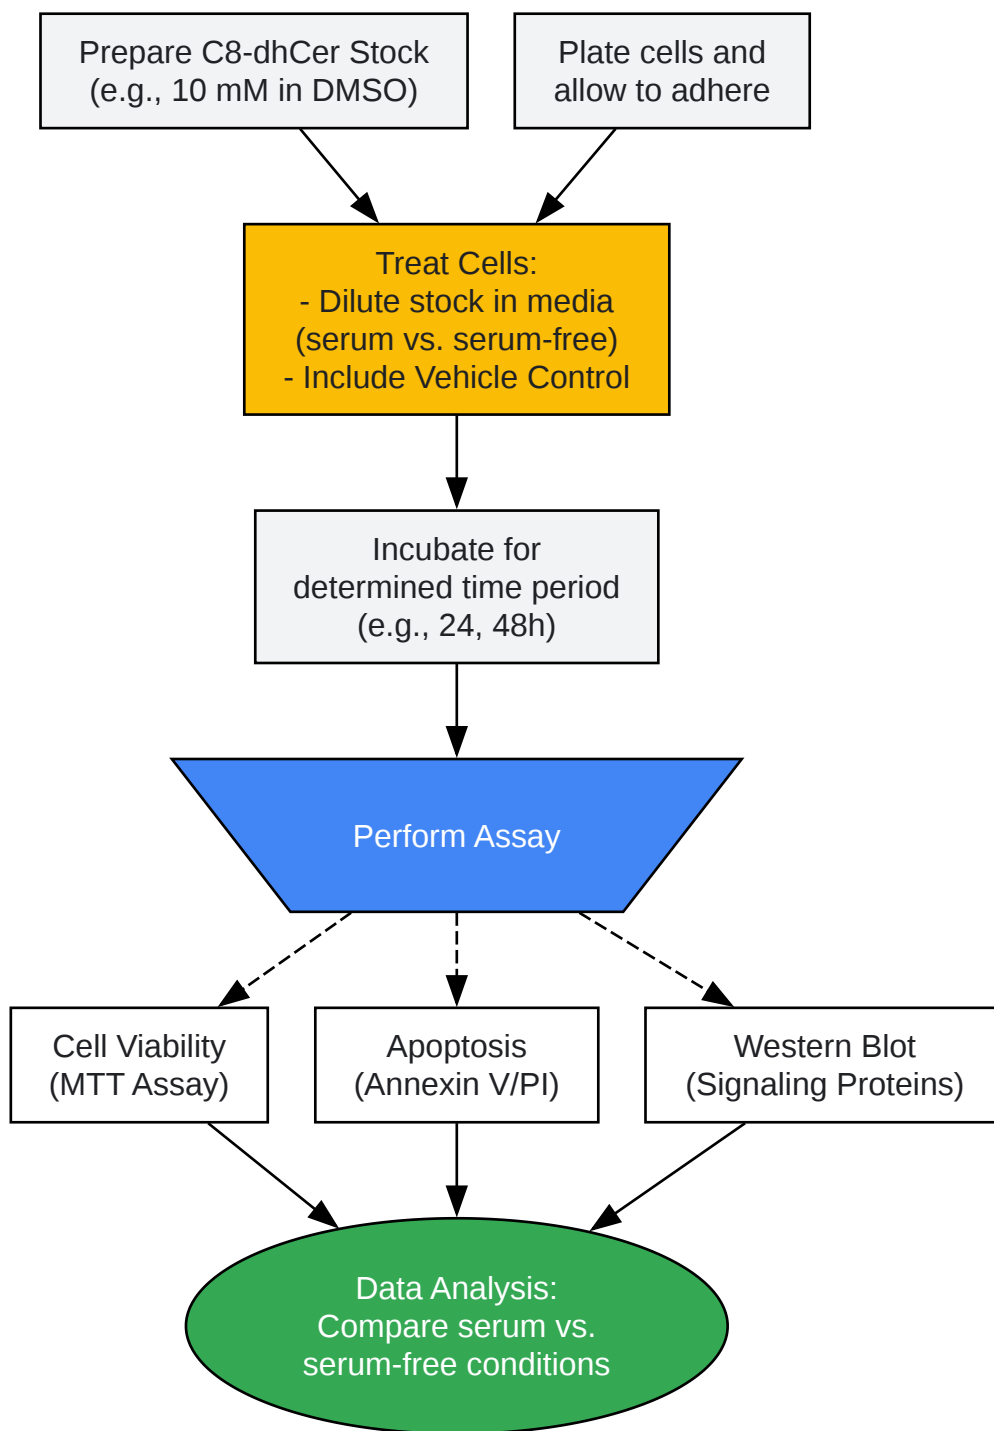 Prepare C8-dhCer Stock
(e.g., 10 mM in DMSO)
Plate cells and
allow to adhere
Treat Cells:
- Dilute stock in media
(serum vs. serum-free)
- Include Vehicle Control
Incubate for
determined time period
(e.g., 24, 48h)
Perform Assay
Cell Viability
(MTT Assay)
Apoptosis
(Annexin V/PI)
Western Blot
(Signaling Proteins)
Data Analysis:
Compare serum vs.
serum-free conditions